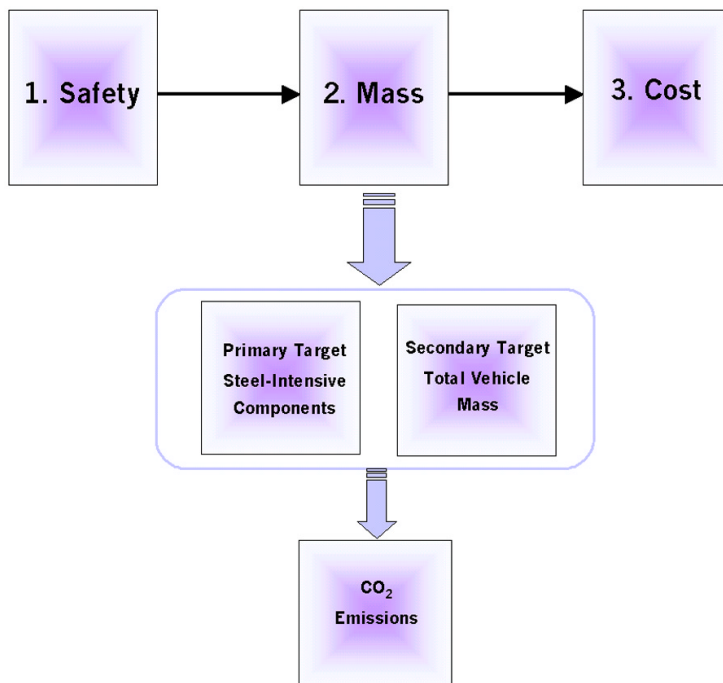 1. Safety
2. Mass
3. Cost
Primary Target
Steel-Intensive
Components
Secondary Target
Total Vehicle
Mass
CO₂
Emissions